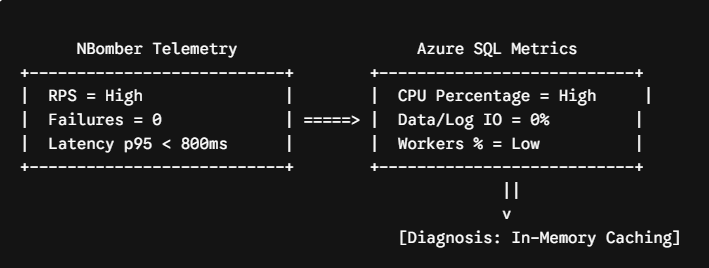 NBomber Telemetry                   Azure SQL Metrics
+---------------------------+        +---------------------------+
|  RPS = High               |        |  CPU Percentage = High     |
|  Failures = 0             | =====> |  Data/Log IO = 0%         |
|  Latency p95 < 800ms      |        |  Workers % = Low          |
+---------------------------+        +---------------------------+
||
v
[Diagnosis: In-Memory Caching]